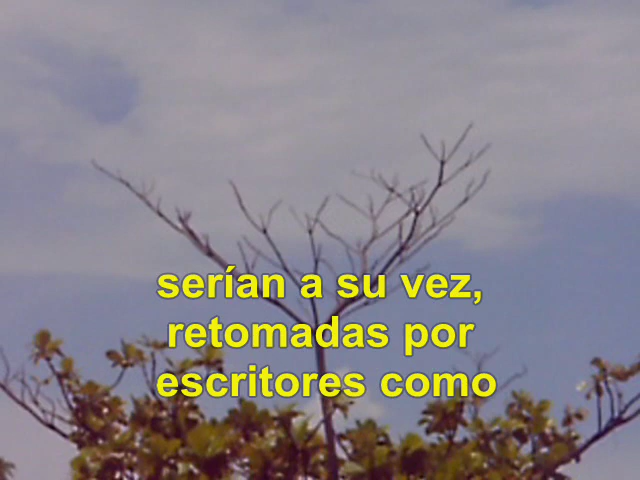 serían a su vez,
retomadas por
escritores como